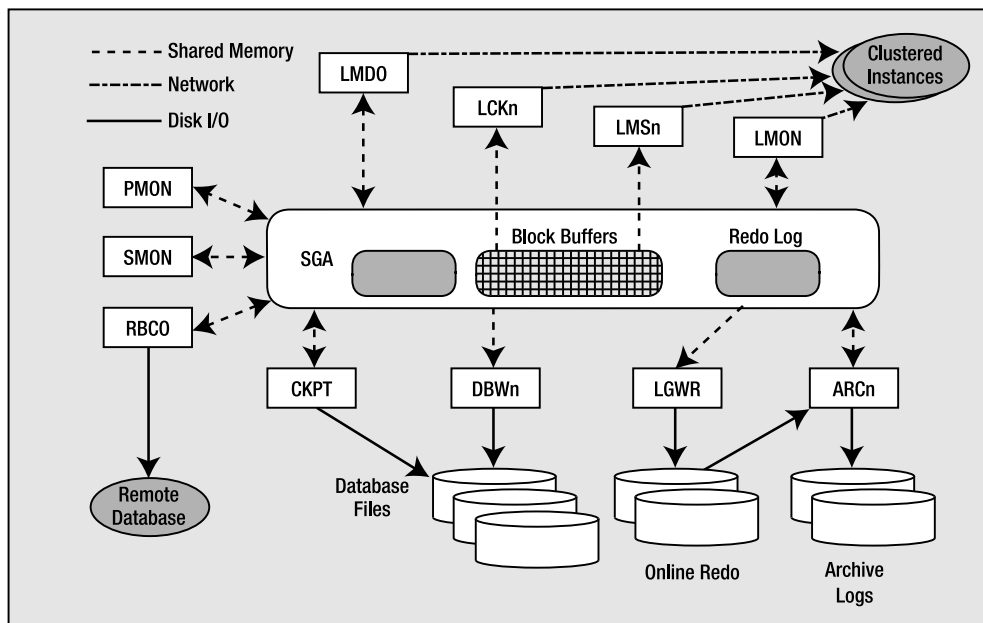 Shared Memory
Network
Disk I/O
LMDO
LCKn
LMSn
LMON
Clustered
Instances
PMON
SMON
RBCO
SGA
Block Buffers
Redo Log
CKPT
DBWn
LGWR
ARCn
Remote
Database
Database
Files
Online Redo
Archive
Logs